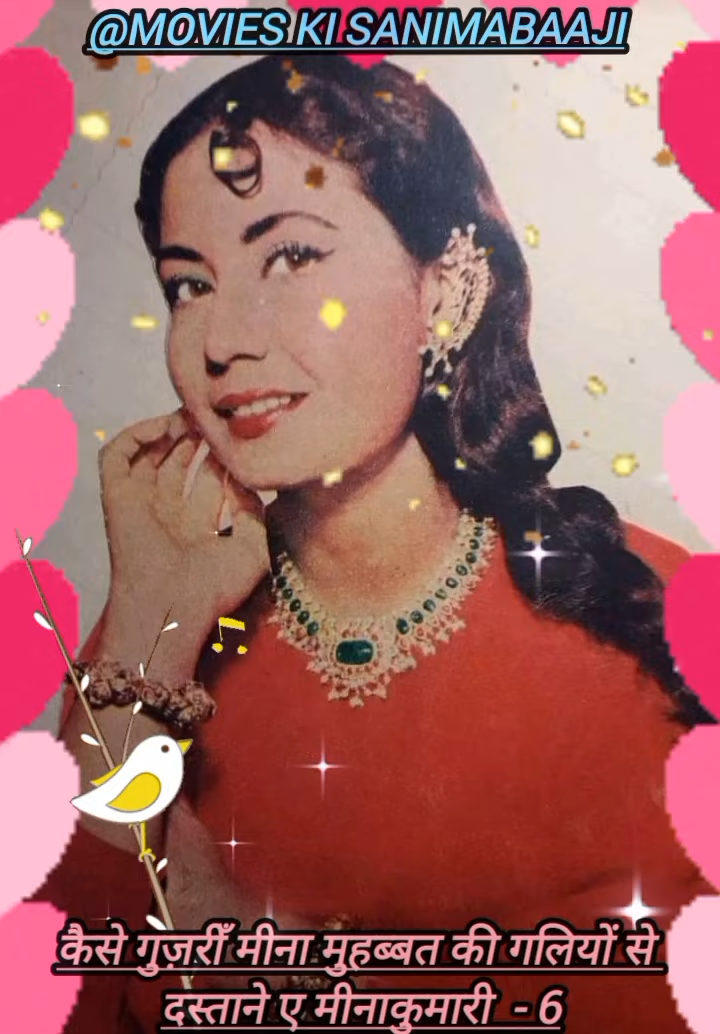 @MOVIES KI SANIMABAAJI
कैसे गुज़रीँ मीना मुहब्बत की गलियों से
दस्ताने ए मीनाकुमारी - 6